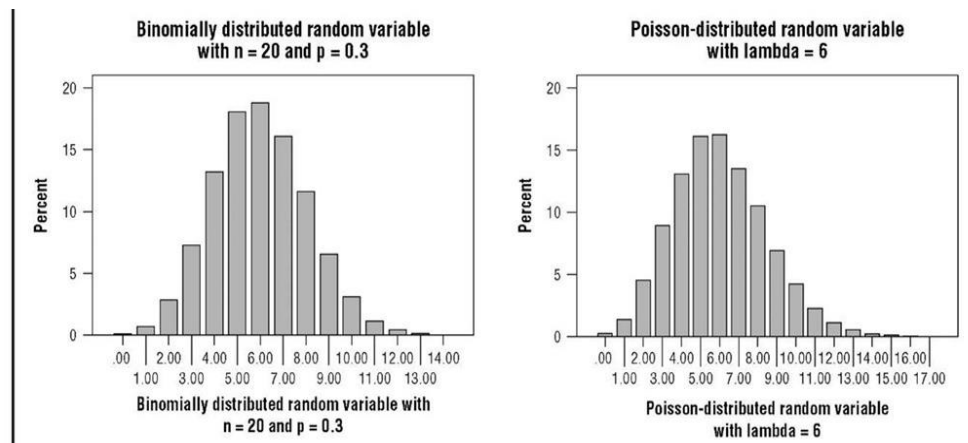 Binomially distributed random variable
with n = 20 and p = 0.3
20
15
10
5
0
Percent
.00 2.00 4.00 6.00 8.00 10.00 12.00 14.00
1.00 3.00 5.00 7.00 9.00 11.00 13.00
Binomially distributed random variable with
n = 20 and p = 0.3
Poisson-distributed random variable
with lambda = 6
20
15
10
5
0
Percent
.00 2.00 4.00 6.00 8.00 10.00 12.00 14.00 16.00
1.00 3.00 5.00 7.00 9.00 11.00 13.00 15.00 17.00
Poisson-distributed random variable
with lambda = 6